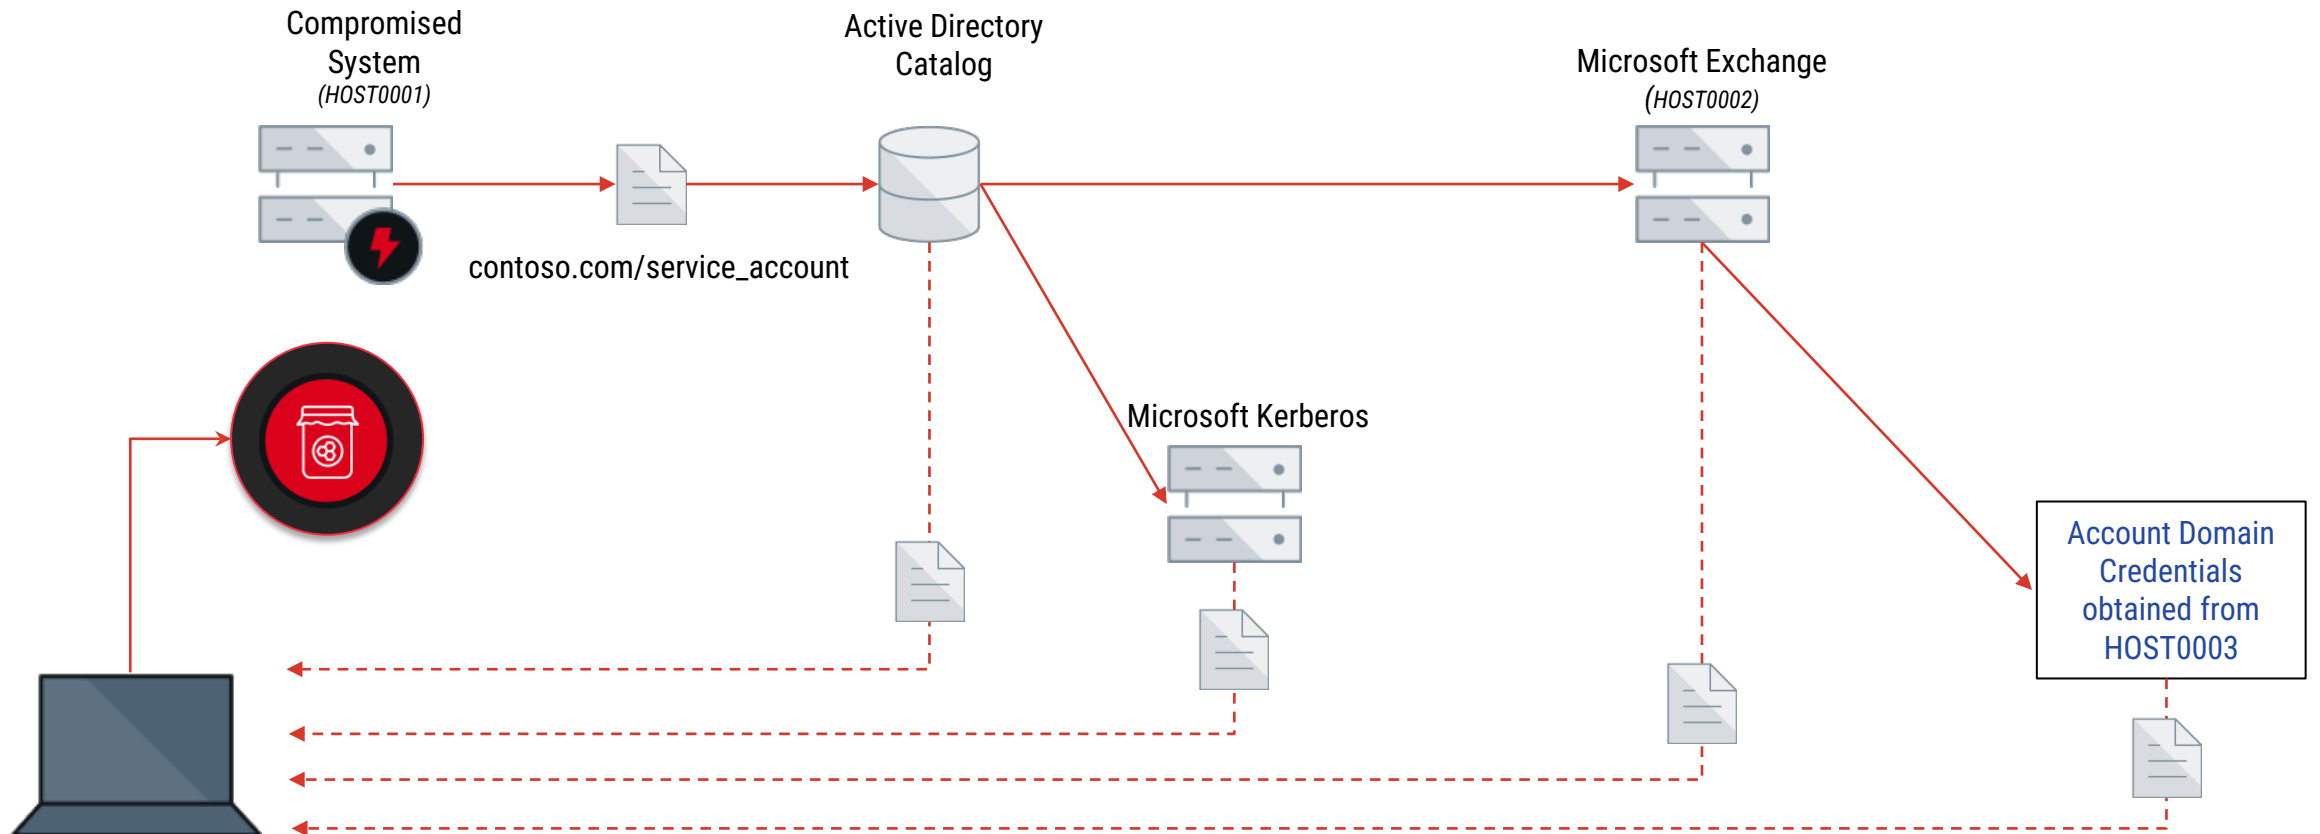 Compromised
System
(HOST0001)
Active Directory
Catalog
Microsoft Exchange
(HOST0002)
contoso.com/service_account
Microsoft Kerberos
Account Domain
Credentials
obtained from
HOST0003